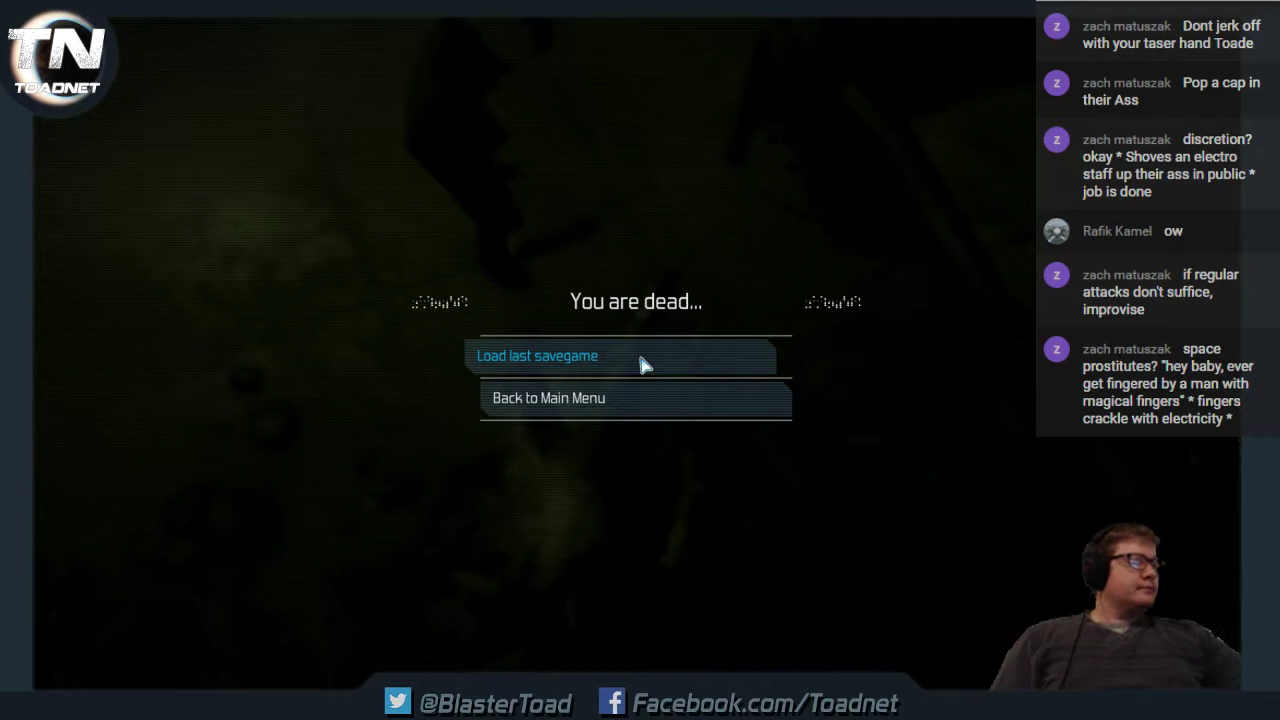 TN
TOADNET
You are dead...
Load last savegame
Back to Main Menu
z
zach matuszak Dont jerk off
with your taser hand Toade
z
zach matuszak Pop a cap in
their Ass
z
zach matuszak discretion?
okay * Shoves an electro
staff up their ass in public *
job is done
Rafik Kamel ow
z
zach matuszak if regular
attacks don't suffice,
improvise
z
zach matuszak space
prostitutes? "hey baby, ever
get fingered by a man with
magical fingers" * fingers
crackle with electricity *
@BlasterToad
Facebook.com/Toadnet